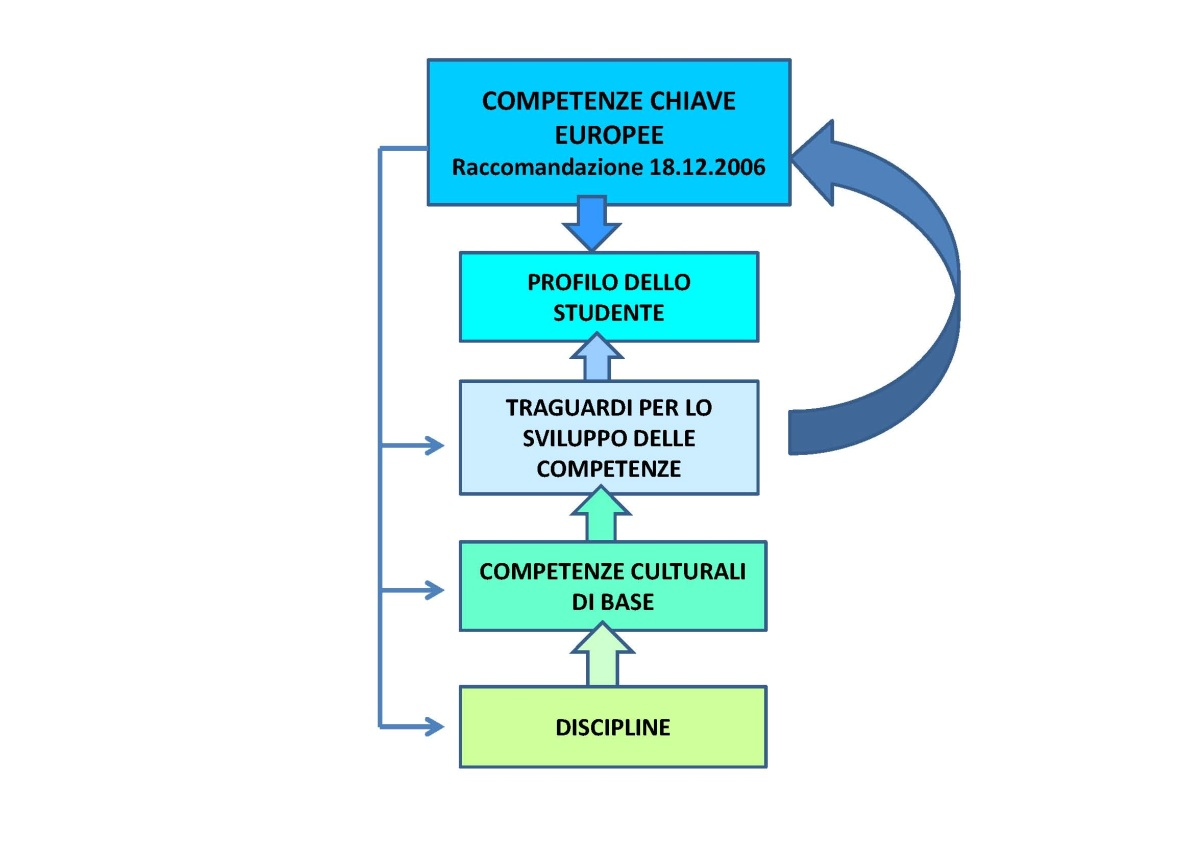 COMPETENZE CHIAVE
EUROPEE
Raccomandazione 18.12.2006
PROFILO DELLO
STUDENTE
TRAGUARDI PER LO
SVILUPPO DELLE
COMPETENZE
COMPETENZE CULTURALI
DI BASE
DISCIPLINE